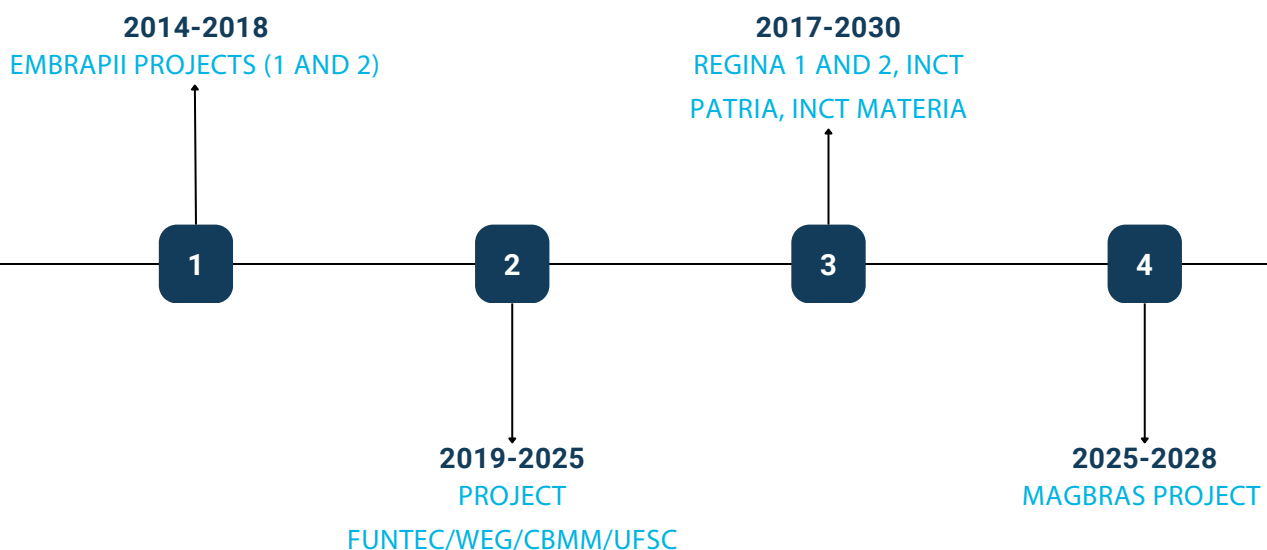 2014-2018
EMBRAPII PROJECTS (1 AND 2)
2017-2030
REGINA 1 AND 2, INCT
PATRIA, INCT MATERIA
1
2
3
4
2019-2025
PROJECT
FUNTEC/WEG/CBMM/UFSC
2025-2028
MAGBRAS PROJECT